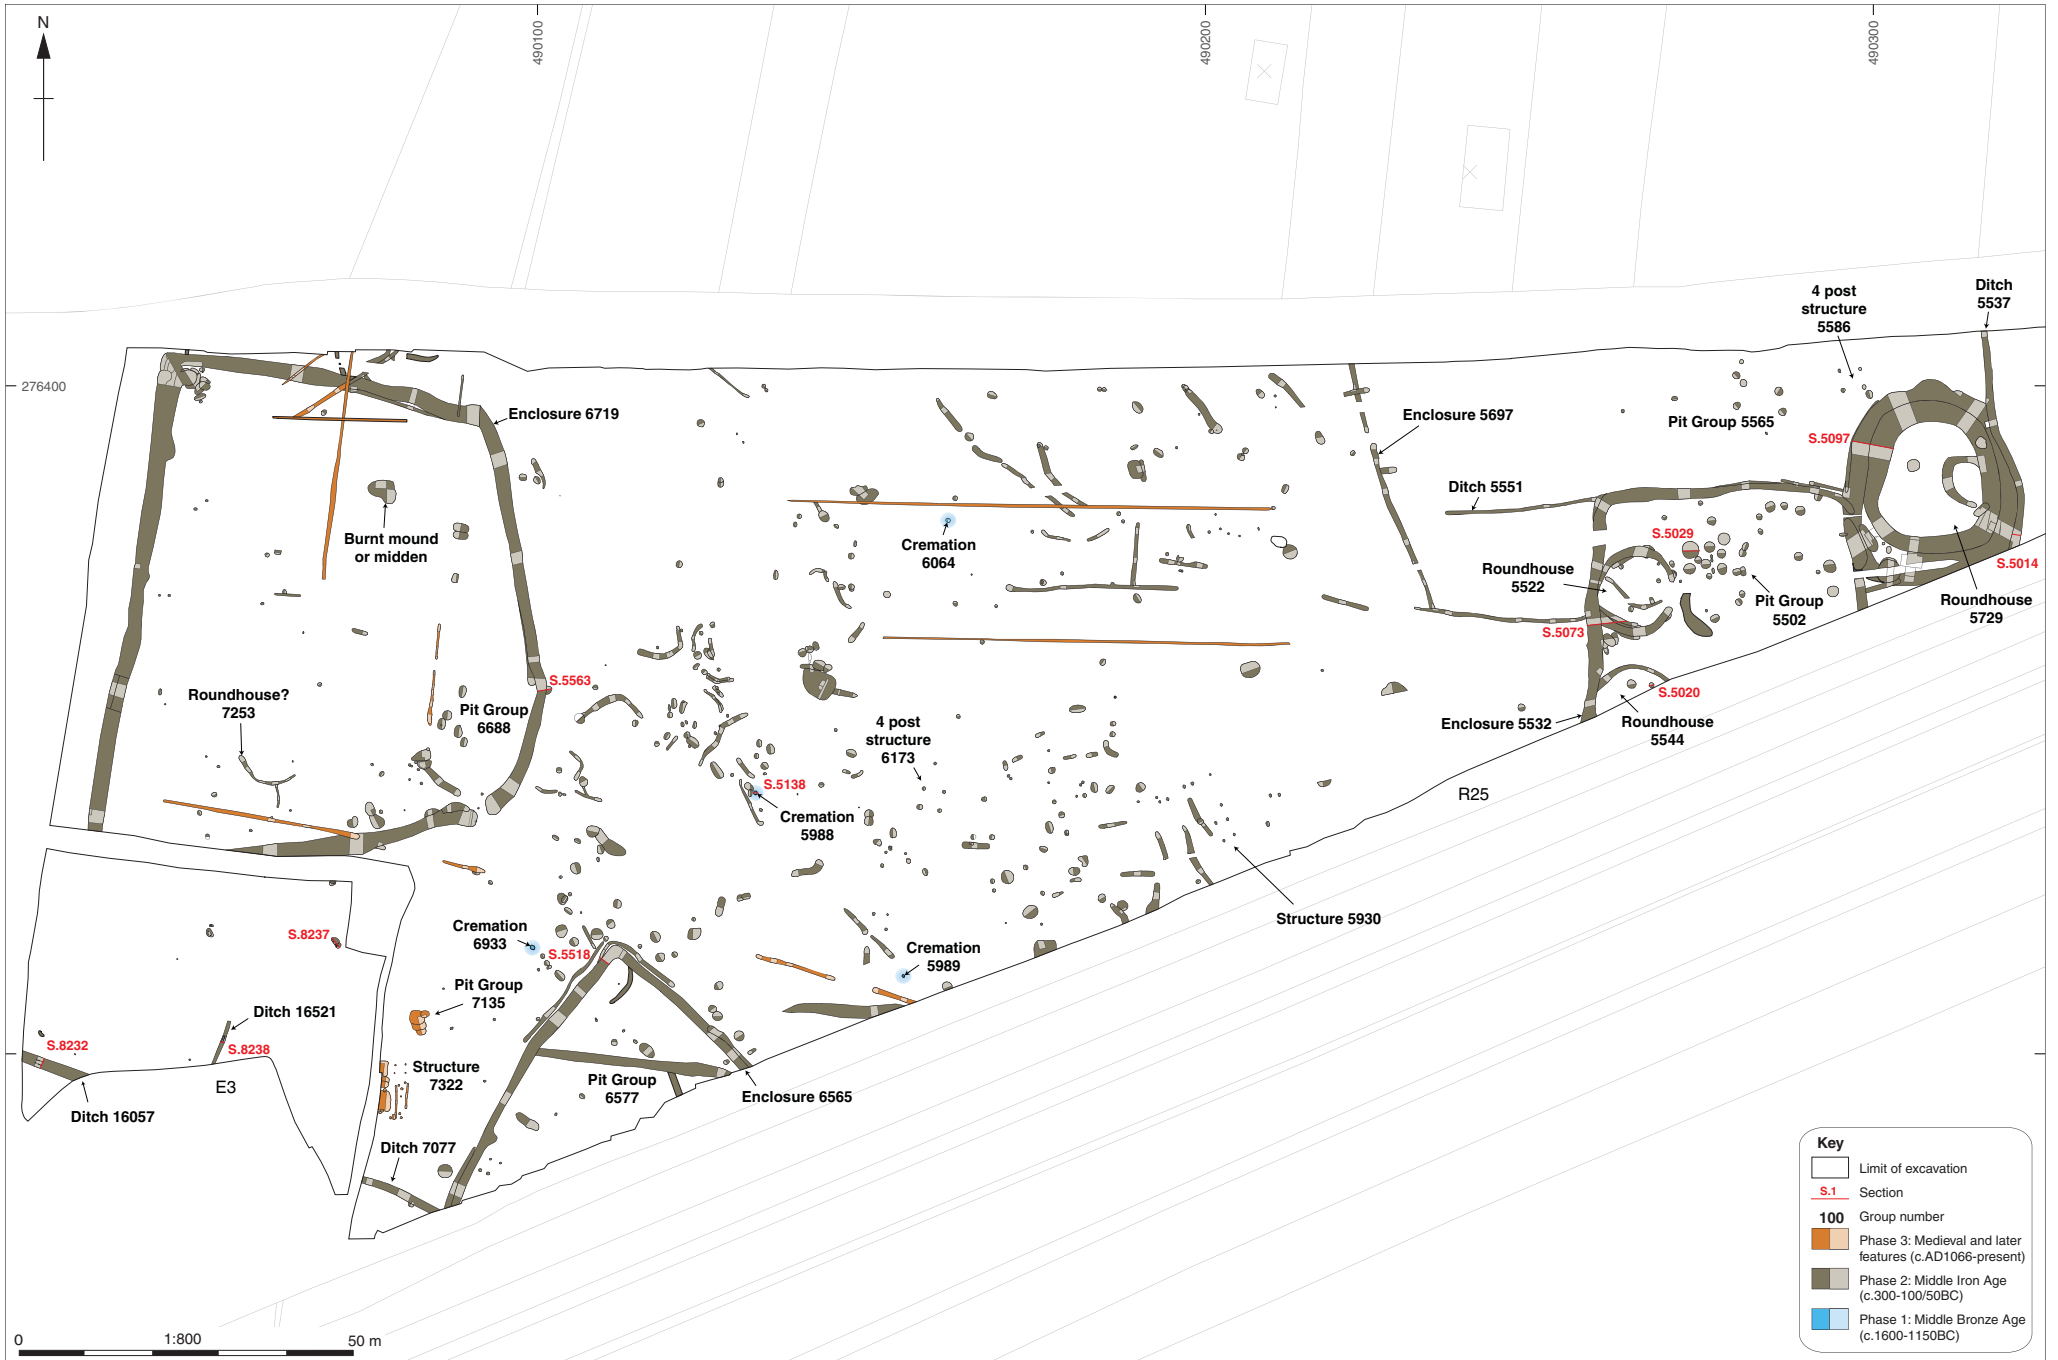 N
490100
490200
490300
276400
Ditch
5537
4 post
structure
5586
Enclosure 6719
Enclosure 5697
Pit Group 5565
S.5097
Burnt mound
or midden
Ditch 5551
S.5029
Cremation
6064
Roundhouse
5522
S.5014
Pit Group
5502
Roundhouse
5729
S.5073
Roundhouse?
7253
S.5563
Pit Group
6688
S.5020
4 post
structure
6173
Enclosure 5532
Roundhouse
5544
S.5138
R25
Cremation
5988
Structure 5930
Cremation
6933
S.8237
S.5518
Cremation
5989
Pit Group
7135
Ditch 16521
S.8232
S.8238
Structure
7322
E3
Pit Group
6577
Enclosure 6565
Ditch 16057
Ditch 7077
Key
Limit of excavation
S.1 Section
100 Group number
Phase 3: Medieval and later
features (c.AD1066-present)
Phase 2: Middle Iron Age
(c.300-100/50BC)
Phase 1: Middle Bronze Age
(c.1600-1150BC)
0 1:800 50 m